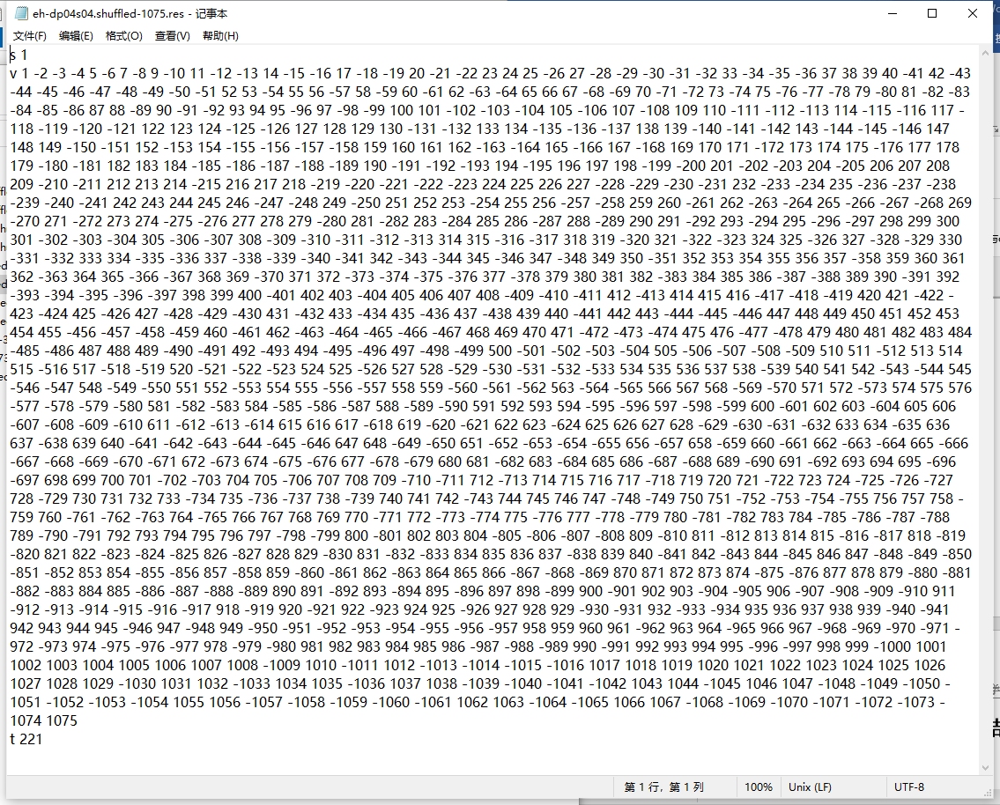 eh-dp04s04.shuffled-1075.res - 记事本
文件(F) 编辑(E) 格式(O) 查看(V) 帮助(H)
s 1
v 1 -2 -3 -4 5 -6 7 -8 9 -10 11 -12 -13 14 -15 -16 17 -18 -19 20 -21 -22 23 24 25 -26 27 -28 -29 -30 -31 -32 33 -34 -35 -36 37 38 39 40 -41 42 -43
-44 -45 -46 -47 -48 -49 -50 -51 52 53 -54 55 56 -57 -58 -59 60 -61 62 -63 -64 65 66 67 -68 -69 70 -71 -72 73 -74 75 -76 -77 -78 79 -80 81 -82 -83
-84 -85 -86 87 88 -89 90 -91 -92 93 94 95 -96 97 -98 -99 100 101 -102 -103 -104 105 -106 107 -108 109 110 -111 -112 -113 114 -115 -116 117 -
118 -119 -120 -121 122 123 124 -125 -126 127 128 129 130 -131 -132 133 134 -135 -136 -137 138 139 -140 -141 -142 143 -144 -145 -146 147
148 149 -150 -151 152 -153 154 -155 -156 -157 -158 159 160 161 162 -163 -164 165 -166 167 -168 169 170 171 -172 173 174 175 -176 177 178
179 -180 -181 182 183 184 -185 -186 -187 -188 -189 190 -191 -192 -193 194 -195 196 197 198 -199 -200 201 -202 -203 204 -205 206 207 208
209 -210 -211 212 213 214 -215 216 217 218 -219 -220 -221 -222 -223 224 225 226 227 -228 -229 -230 -231 232 -233 -234 235 -236 -237 -238
-239 -240 -241 242 243 244 245 246 -247 -248 249 -250 251 252 253 -254 255 256 -257 -258 259 260 -261 262 -263 -264 265 -266 -267 -268 269
-270 271 -272 273 274 -275 -276 277 278 279 -280 281 -282 283 -284 285 286 -287 288 -289 290 291 -292 293 -294 295 -296 -297 298 299 300
301 -302 -303 -304 305 -306 -307 308 -309 -310 -311 -312 -313 314 315 -316 -317 318 319 -320 321 -322 -323 324 325 -326 327 -328 -329 330
-331 -332 333 334 -335 -336 337 -338 -339 -340 -341 342 -343 -344 345 -346 347 -348 349 350 -351 352 353 354 355 356 357 -358 359 360 361
362 -363 364 365 -366 -367 368 369 -370 371 372 -373 -374 -375 -376 377 -378 379 380 381 382 -383 384 385 386 -387 -388 389 390 -391 392
-393 -394 -395 -396 -397 398 399 400 -401 402 403 -404 405 406 407 408 -409 -410 -411 412 -413 414 415 416 -417 -418 -419 420 421 -422 -
423 -424 425 -426 427 -428 -429 -430 431 -432 433 -434 435 -436 437 -438 439 440 -441 442 443 -444 -445 -446 447 448 449 450 451 452 453
454 455 -456 -457 -458 -459 460 -461 462 -463 -464 -465 -466 -467 468 469 470 471 -472 -473 -474 475 476 -477 -478 479 480 481 482 483 484
-485 -486 487 488 489 -490 -491 492 -493 494 -495 -496 497 -498 -499 500 -501 -502 -503 -504 505 -506 -507 -508 -509 510 511 -512 513 514
515 -516 517 -518 -519 520 -521 -522 -523 524 525 -526 527 528 -529 -530 -531 -532 -533 534 535 536 537 538 -539 540 541 542 -543 -544 545
-546 -547 548 -549 -550 551 552 -553 554 555 -556 -557 558 559 -560 -561 -562 563 -564 -565 566 567 568 -569 -570 571 572 -573 574 575 576
-577 -578 -579 -580 581 -582 -583 584 -585 -586 -587 588 -589 -590 591 592 593 594 -595 -596 597 -598 -599 600 -601 602 603 -604 605 606
-607 -608 -609 -610 611 -612 -613 -614 615 616 617 -618 619 -620 -621 622 623 -624 625 626 627 628 -629 -630 -631 -632 633 634 -635 636
637 -638 639 640 -641 -642 -643 -644 -645 -646 -647 648 -649 -650 651 -652 -653 -654 -655 656 -657 -658 -659 660 -661 662 -663 -664 665 -666
-667 -668 -669 -670 -671 672 -673 674 -675 -676 677 -678 -679 680 681 -682 683 -684 685 686 -687 -688 689 -690 691 -692 693 694 695 -696
-697 698 699 700 701 -702 -703 704 705 -706 707 708 709 -710 -711 712 -713 714 715 716 717 -718 719 720 721 -722 723 724 -725 -726 -727
728 -729 730 731 732 733 -734 735 -736 -737 738 -739 740 741 742 -743 744 745 746 747 -748 -749 750 751 -752 -753 -754 -755 756 757 758 -
759 760 -761 -762 -763 764 -765 766 767 768 769 770 -771 772 -773 -774 775 -776 777 -778 -779 780 -781 -782 783 784 -785 -786 -787 -788
789 -790 -791 792 793 794 795 796 797 -798 -799 800 -801 802 803 804 -805 -806 -807 -808 809 -810 811 -812 813 814 815 -816 -817 818 -819
-820 821 822 -823 -824 -825 826 -827 828 829 -830 831 -832 -833 834 835 836 837 -838 839 840 -841 842 -843 844 -845 846 847 -848 -849 -850
-851 -852 853 854 -855 -856 857 -858 859 -860 -861 862 -863 864 865 866 -867 -868 -869 870 871 872 873 874 -875 -876 877 878 879 -880 -881
-882 -883 884 885 -886 -887 -888 -889 890 891 -892 893 -894 895 -896 897 898 -899 900 -901 902 903 -904 -905 906 -907 -908 -909 -910 911
-912 -913 -914 -915 -916 -917 918 -919 920 -921 922 -923 924 925 -926 927 928 929 -930 -931 932 -933 -934 935 936 937 938 939 -940 -941
942 943 944 945 -946 947 -948 949 -950 -951 -952 -953 -954 -955 -956 -957 958 959 960 961 -962 963 964 -965 966 967 -968 -969 -970 -971 -
972 -973 974 -975 -976 -977 978 -979 -980 981 982 983 984 985 986 -987 -988 -989 990 -991 992 993 994 995 -996 -997 998 999 -1000 1001
1002 1003 1004 1005 1006 1007 1008 -1009 1010 -1011 1012 -1013 -1014 -1015 -1016 1017 1018 1019 1020 1021 1022 1023 1024 1025 1026
1027 1028 1029 -1030 1031 1032 -1033 1034 1035 -1036 1037 1038 -1039 -1040 -1041 -1042 1043 1044 -1045 1046 1047 -1048 -1049 -1050 -
1051 -1052 -1053 -1054 1055 1056 -1057 -1058 -1059 -1060 -1061 1062 1063 -1064 -1065 1066 1067 -1068 -1069 -1070 -1071 -1072 -1073 -
1074 1075
t 221
第 1 行，第 1 列 100% Unix (LF) UTF-8